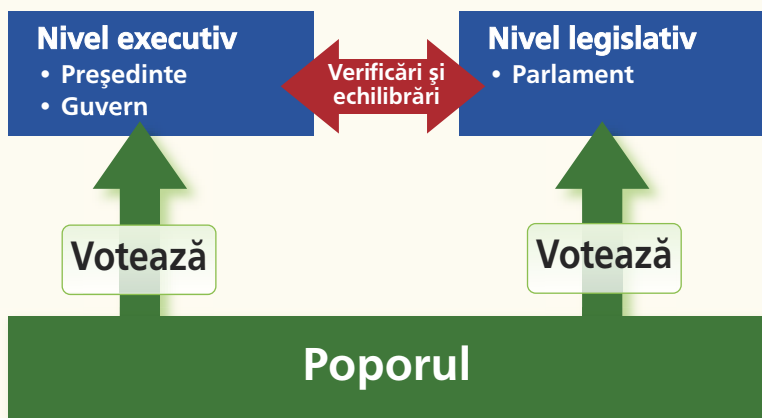 Nivel executiv
• Preşedinte
• Guvern
Verificări şi
echilibrări
Nivel legislativ
• Parlament
Votează
Votează
Poporul